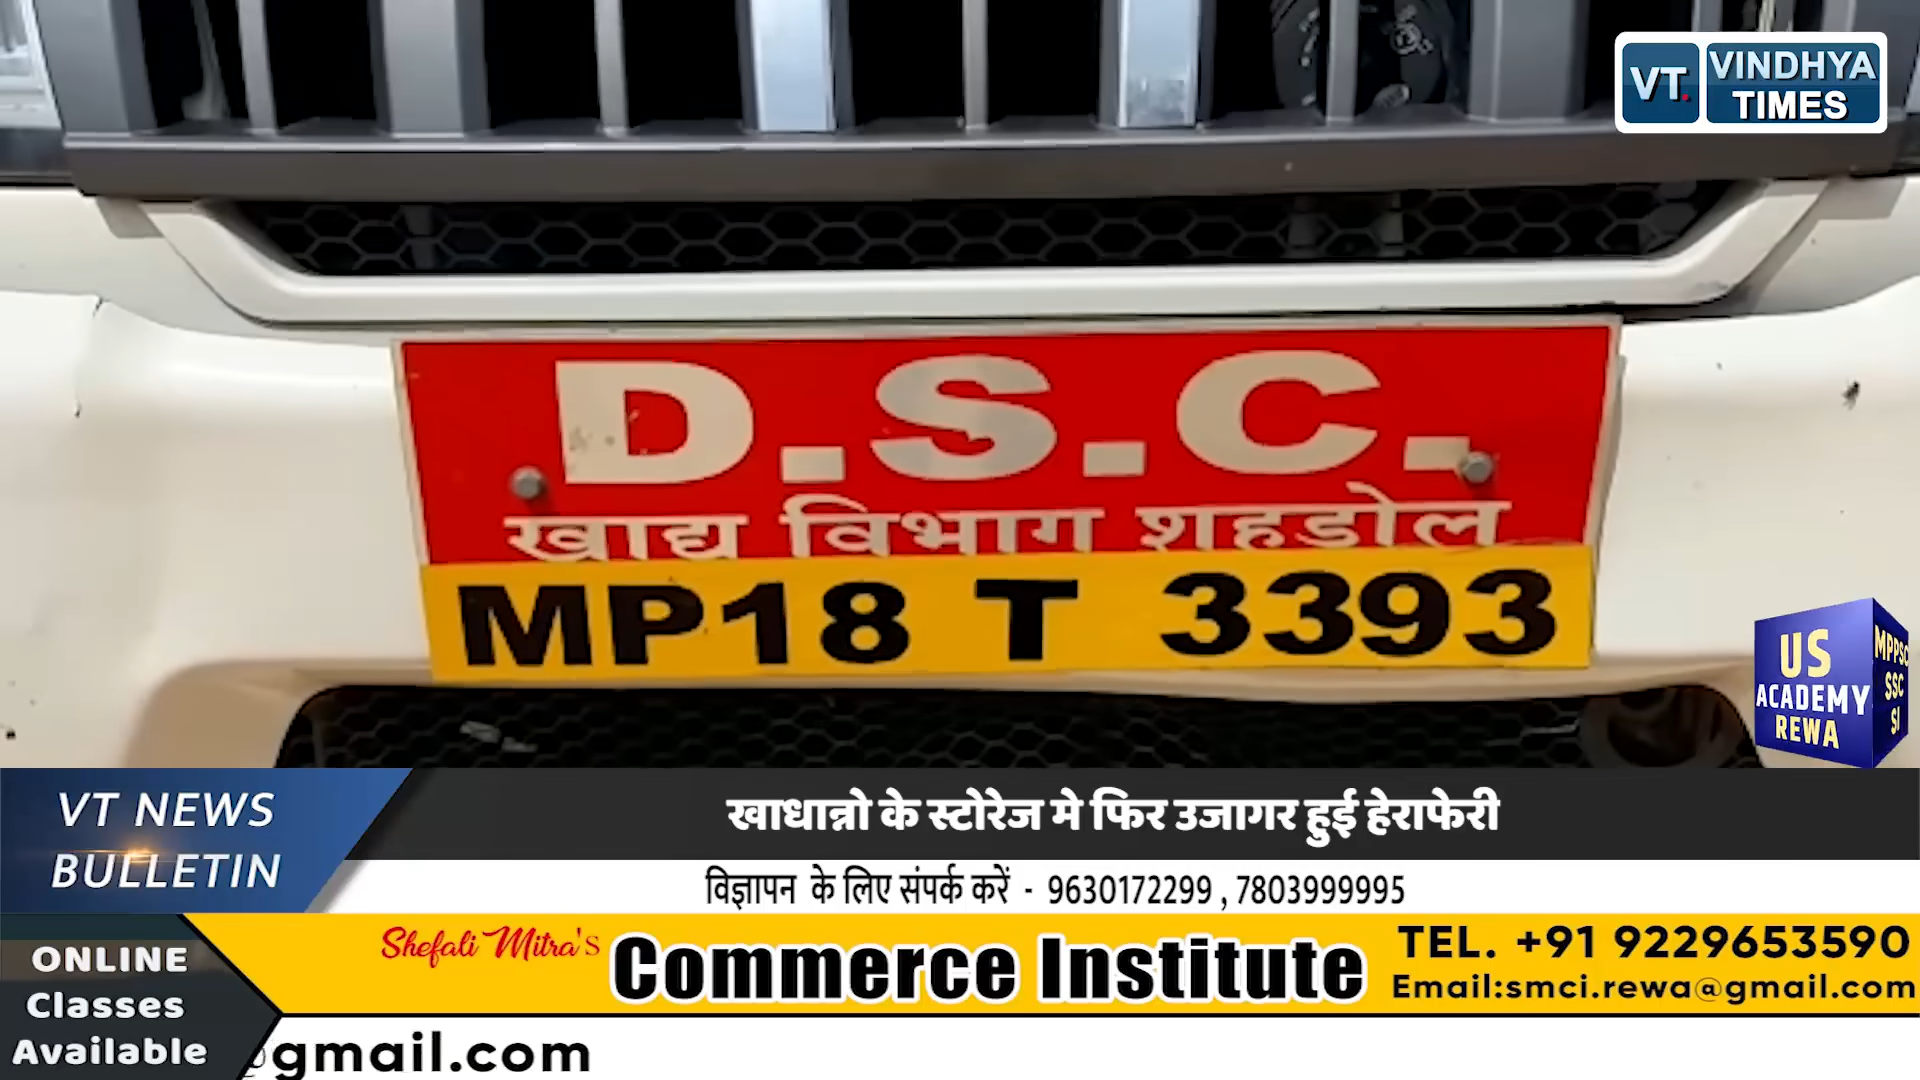 VT. VINDHYA
TIMES
D.S.C.
खाद्य विभाग शहडोल
MP18 T 3393
US
ACADEMY
REWA
MPPSC
SSC
SI
VT NEWS
BULLETIN
खाधान्नो के स्टोरेज मे फिर उजागर हुई हेराफेरी
विज्ञापन के लिए संपर्क करें - 9630172299 , 7803999995
ONLINE
Classes
Available
Shefali Mitra's Commerce Institute
TEL. +91 9229653590
Email:smci.rewa@gmail.com
@gmail.com